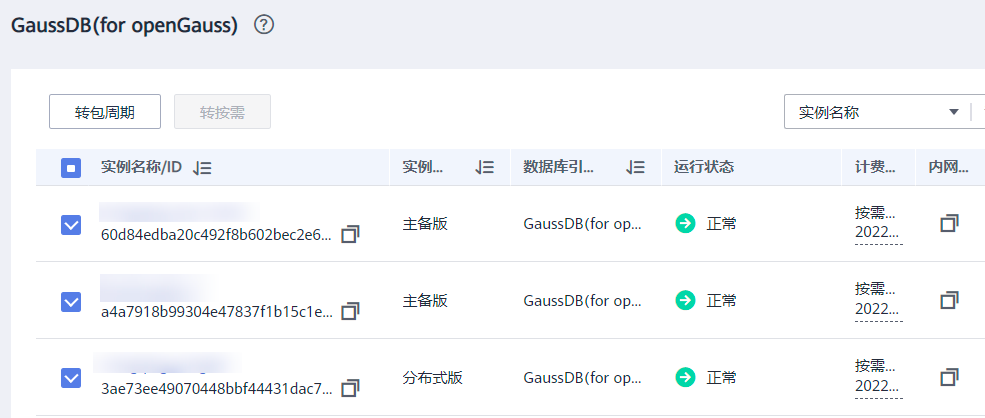 GaussDB(for openGauss)
转包周期 转按需 实例名称
实例名称/ID 实例... 数据库引... 运行状态 计费... 内网...
60d84edba20c492f8b602bec2e6... 主备版 GaussDB(for op... 正常 按需...
2022...
a4a7918b99304e47837f1b15c1e... 主备版 GaussDB(for op... 正常 按需...
2022...
3ae73ee49070448bbf44431dac7... 分布式版 GaussDB(for op... 正常 按需...
2022...